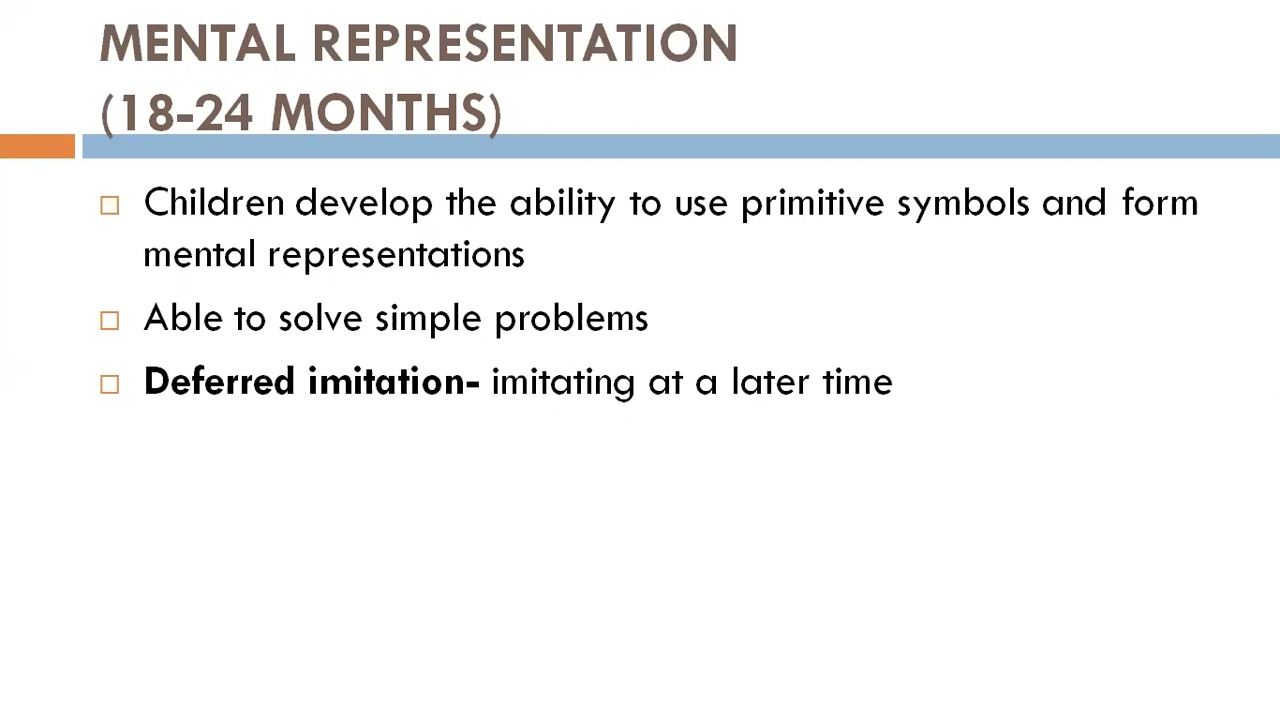 MENTAL REPRESENTATION
(18-24 MONTHS)
Children develop the ability to use primitive symbols and form
mental representations
Able to solve simple problems
Deferred imitation- imitating at a later time